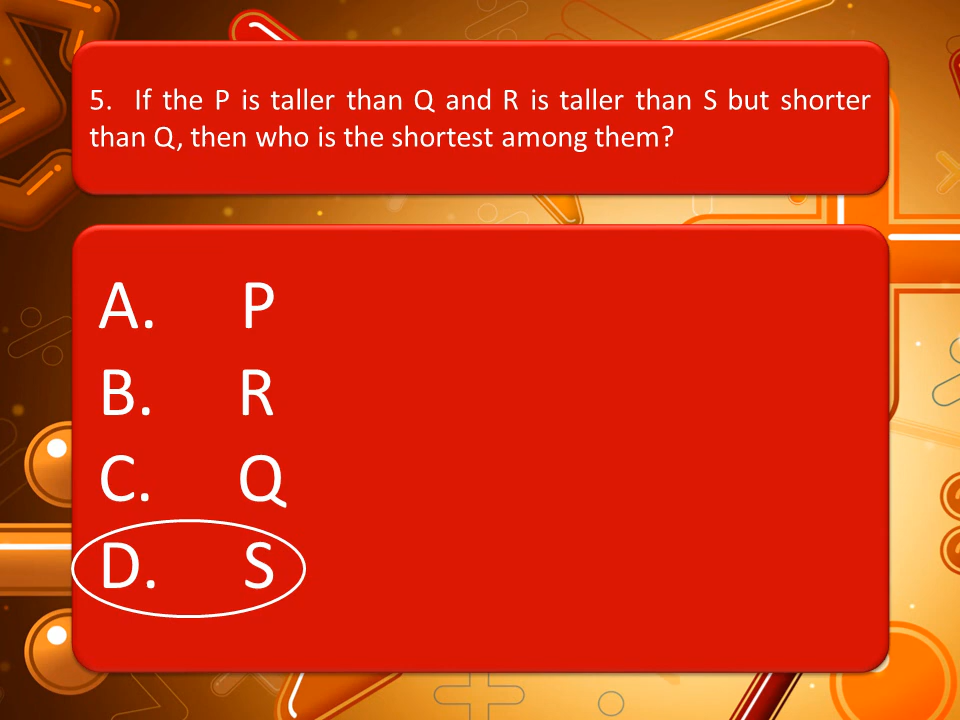 5. If the P is taller than Q and R is taller than S but shorter
than Q, then who is the shortest among them?
A. P
B. R
C. Q
D. S